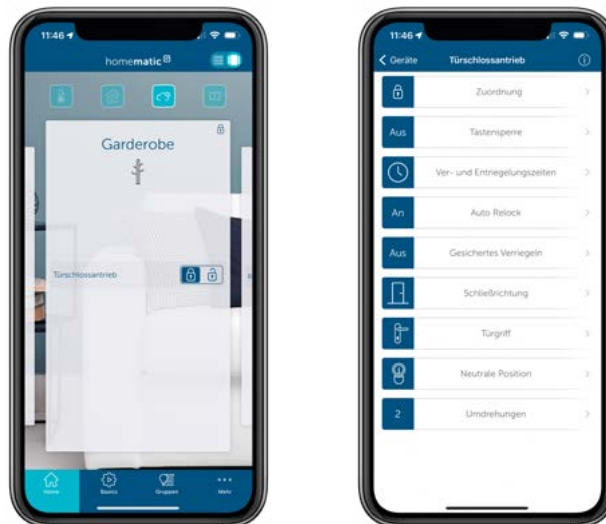 11:46
homematic IP
Garderobe
Türschlossantrieb
Home
Basics
Gruppen
Mehr
11:46
Geräte
Türschlossantrieb
Zuordnung
Aus
Tastensperre
Ver- und Entriegelungszeiten
An
Auto Relock
Aus
Gesichertes Verriegeln
Schließrichtung
Türgriff
Neutrale Position
2
Umdrehungen